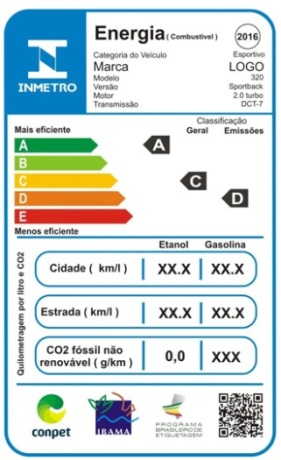 INMETRO
Energia ( Combustível ) 2016
Categoria do Veículo Esportivo
Marca LOGO
Modelo 320
Versão Sportback
Motor 2.0 turbo
Transmissão DCT-7
Classificação
Mais eficiente Geral Emissões
A A
B
C C
D D
E
Menos eficiente
Quilometragem por litro e CO2
Etanol Gasolina
Cidade ( km/l ) XX.X XX.X
Estrada ( km/l ) XX.X XX.X
CO2 fóssil não
renovável ( g/km ) 0,0 XXX
conpet
IBAMA
PROGRAMA
BRASILEIRO DE
ETIQUETAGEM